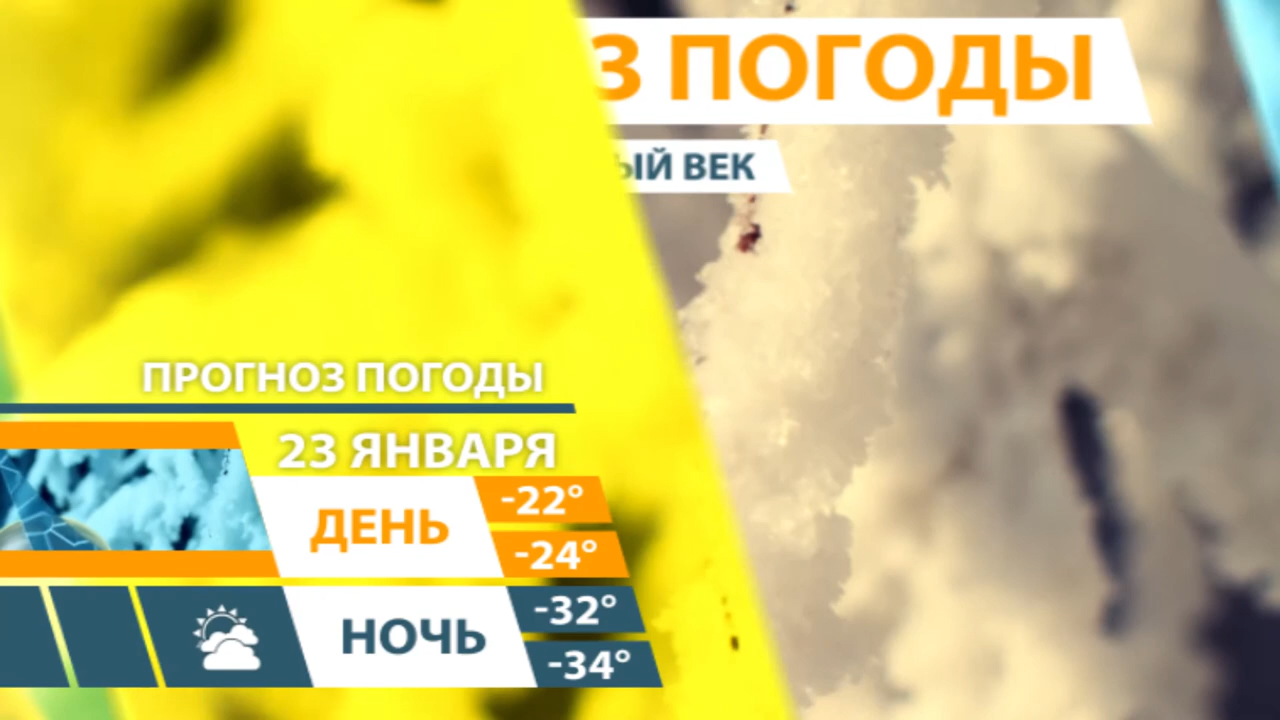 З ПОГОДЫ
ЫЙ ВЕК
ПРОГНОЗ ПОГОДЫ
23 ЯНВАРЯ
ДЕНЬ
-22°
-24°
НОЧЬ
-32°
-34°